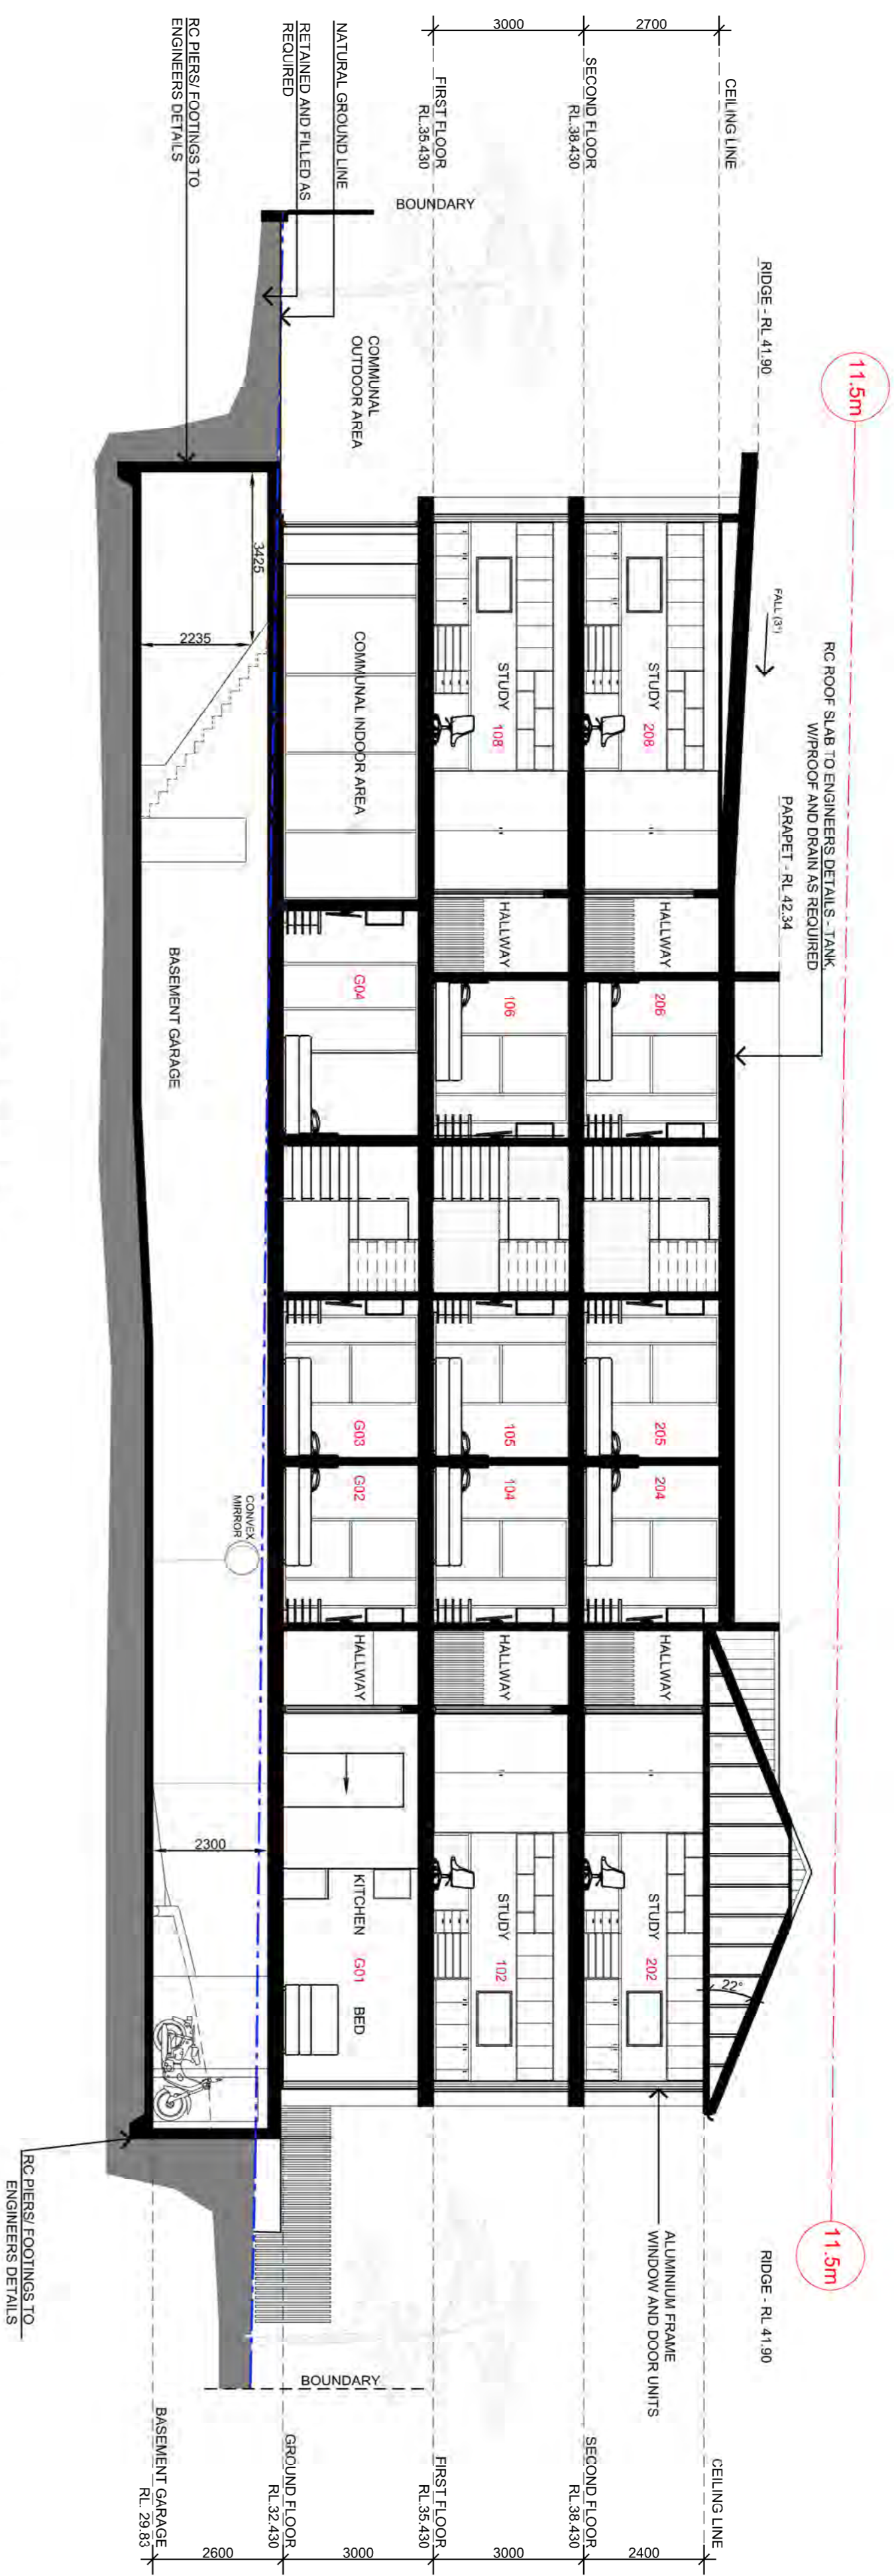 11.5m
11.5m
RIDGE - RL 41.90
FALL (3°)
RC ROOF SLAB TO ENGINEERS DETAILS - TANK,
W/PROOF AND DRAIN AS REQUIRED
PARAPET - RL 42.34
RIDGE - RL 41.90
CEILING LINE
2700
SECOND FLOOR
RL.38.430
3000
FIRST FLOOR
RL.35.430
BOUNDARY
NATURAL GROUND LINE
RETAINED AND FILLED AS
REQUIRED
RC PIERS/ FOOTINGS TO
ENGINEERS DETAILS
COMMUNAL
OUTDOOR AREA
STUDY 208
HALLWAY
206
205
204
HALLWAY
STUDY 202
22°
STUDY 108
HALLWAY
106
105
104
HALLWAY
STUDY 102
COMMUNAL INDOOR AREA
G04
G03
G02
HALLWAY
KITCHEN G01 BED
3425
2235
BASEMENT GARAGE
CONVEX
MIRROR
2300
ALUMINIUM FRAME
WINDOW AND DOOR UNITS
BOUNDARY
RC PIERS/ FOOTINGS TO
ENGINEERS DETAILS
CEILING LINE
2400
SECOND FLOOR
RL.38.430
3000
FIRST FLOOR
RL.35.430
3000
GROUND FLOOR
RL.32.430
2600
BASEMENT GARAGE
RL. 29.83